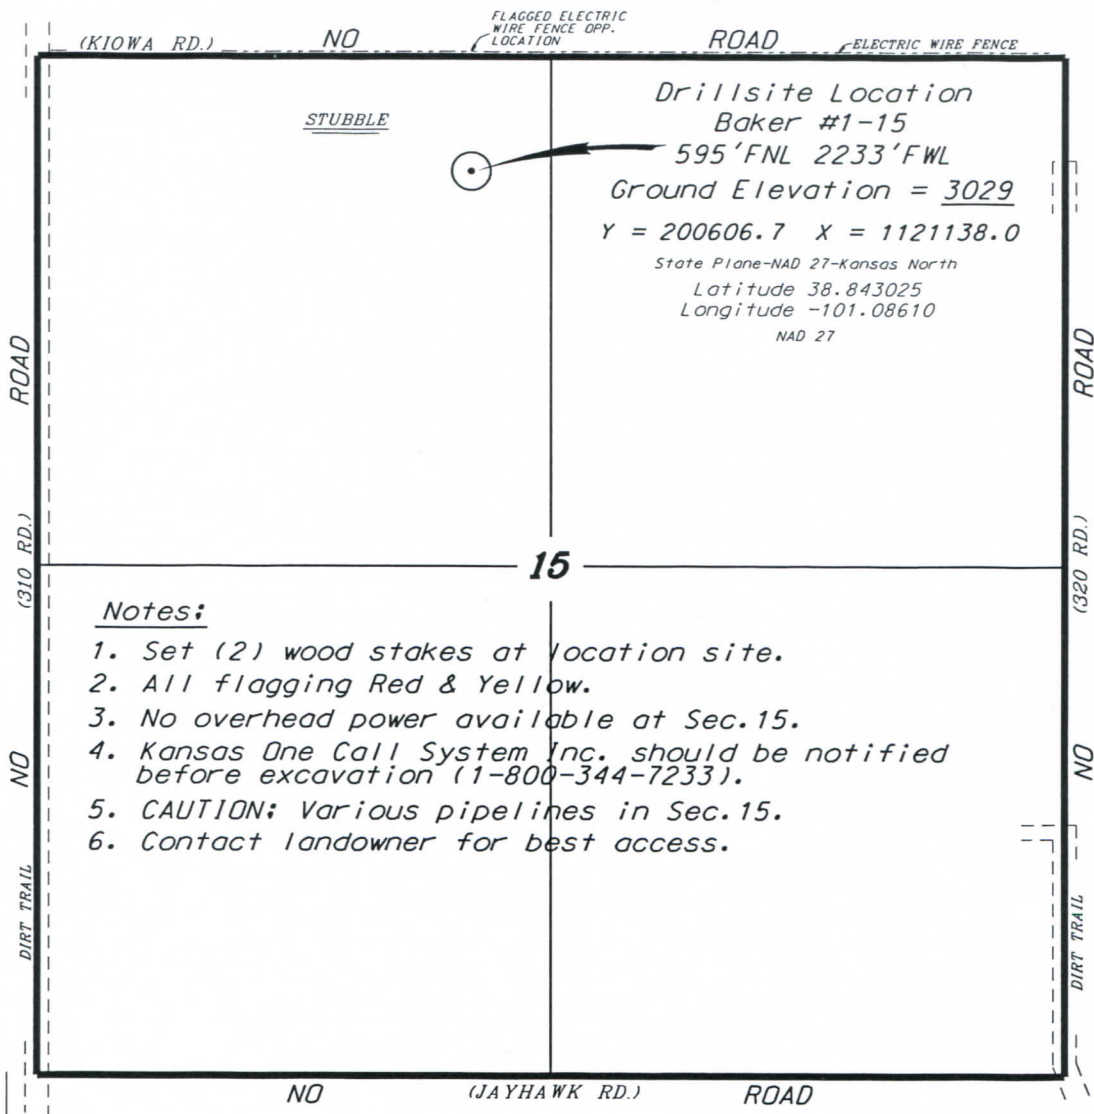 FLAGGED ELECTRIC
WIRE FENCE OPP.
LOCATION
(KIOWA RD.) NO ROAD ELECTRIC WIRE FENCE
STUBBLE
Drillsite Location
Baker #1-15
595'FNL 2233'FWL
Ground Elevation = 3029
Y = 200606.7 X = 1121138.0
State Plane-NAD 27-Kansas North
Latitude 38.843025
Longitude -101.08610
NAD 27
ROAD
(310 RD.)
NO
DIRT TRAIL
ROAD
(320 RD.)
NO
DIRT TRAIL
15
Notes:
1. Set (2) wood stakes at location site.
2. All flagging Red & Yellow.
3. No overhead power available at Sec.15.
4. Kansas One Call System Inc. should be notified
before excavation (1-800-344-7233).
5. CAUTION: Various pipelines in Sec.15.
6. Contact landowner for best access.
NO (JAYHAWK RD.) ROAD